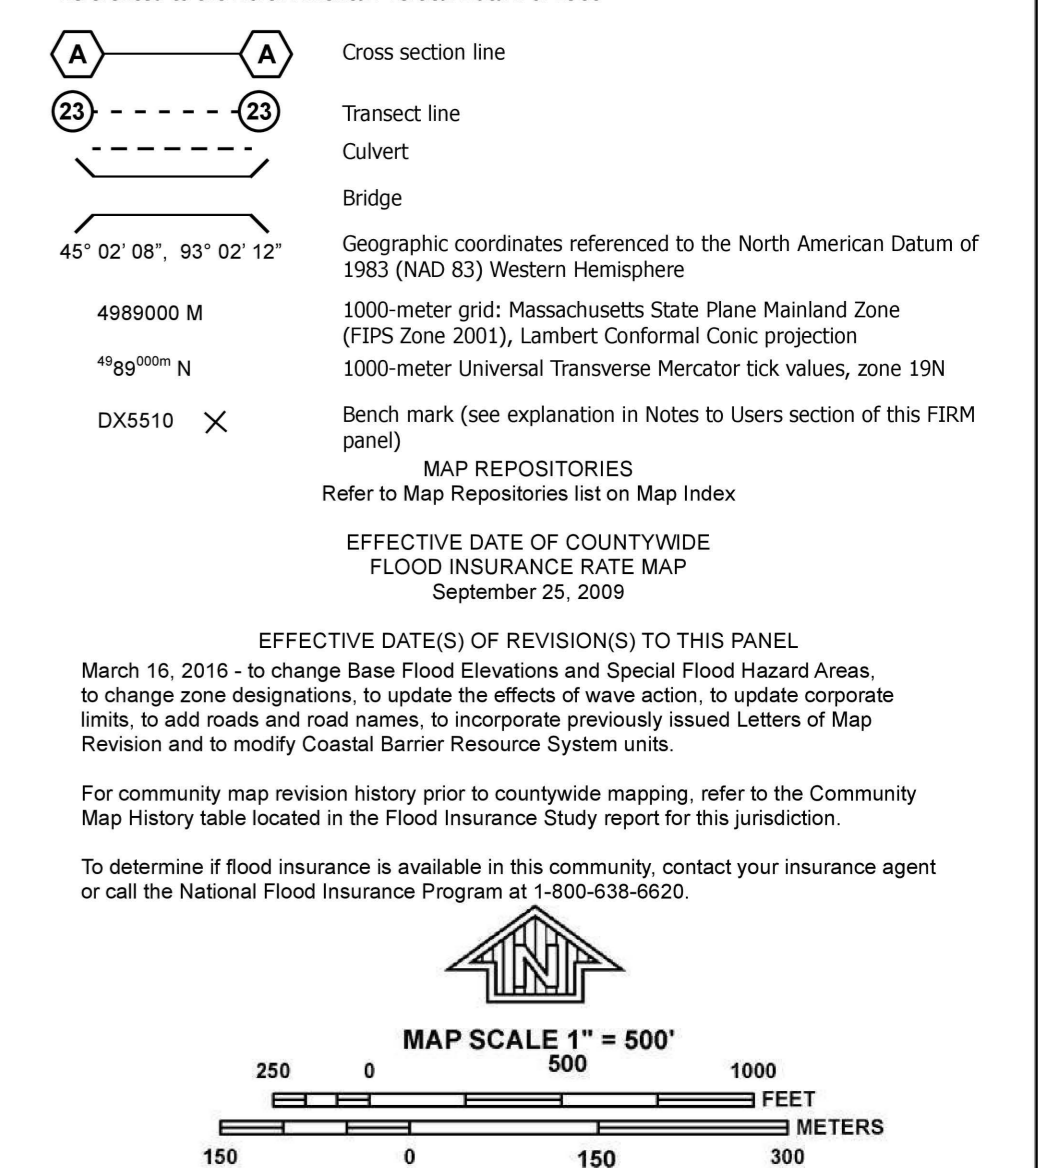 A A Cross section line
23 23 Transect line
Culvert
Bridge
45° 02’ 08”, 93° 02’ 12” Geographic coordinates referenced to the North American Datum of
1983 (NAD 83) Western Hemisphere
4989000 M 1000-meter grid: Massachusetts State Plane Mainland Zone
(FIPS Zone 2001), Lambert Conformal Conic projection
4989000m N 1000-meter Universal Transverse Mercator tick values, zone 19N
DX5510 Bench mark (see explanation in Notes to Users section of this FIRM
panel)
MAP REPOSITORIES
Refer to Map Repositories list on Map Index
EFFECTIVE DATE OF COUNTYWIDE
FLOOD INSURANCE RATE MAP
September 25, 2009
EFFECTIVE DATE(S) OF REVISION(S) TO THIS PANEL
March 16, 2016 - to change Base Flood Elevations and Special Flood Hazard Areas,
to change zone designations, to update the effects of wave action, to update corporate
limits, to add roads and road names, to incorporate previously issued Letters of Map
Revision and to modify Coastal Barrier Resource System units.
For community map revision history prior to countywide mapping, refer to the Community
Map History table located in the Flood Insurance Study report for this jurisdiction.
To determine if flood insurance is available in this community, contact your insurance agent
or call the National Flood Insurance Program at 1-800-638-6620.
N
MAP SCALE 1" = 500'
250 0 500 1000
FEET
METERS
150 0 150 300